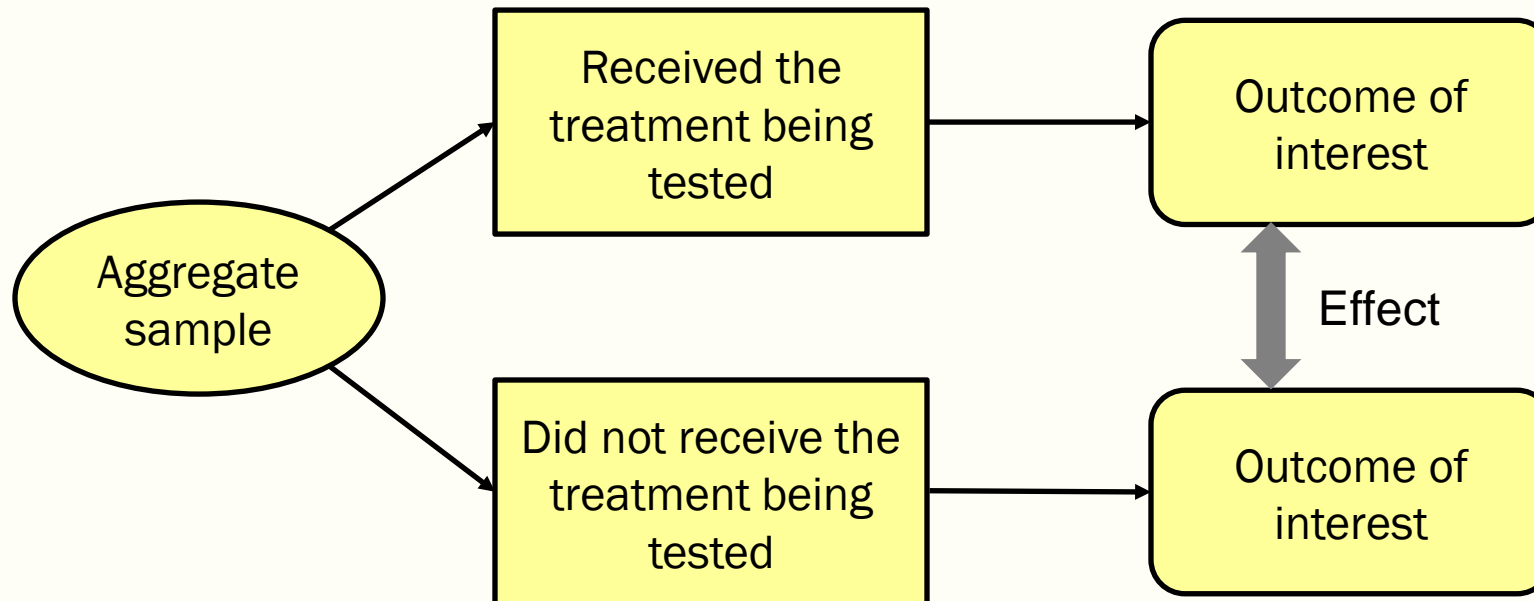 Received the
treatment being
tested
Outcome of
interest
Aggregate
sample
Effect
Did not receive the
treatment being
tested
Outcome of
interest